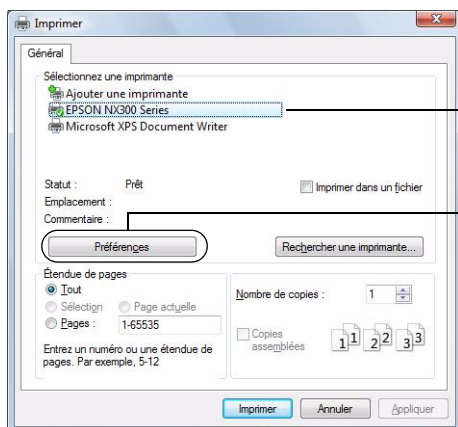 Imprimer
Général
Sélectionnez une imprimante
Ajouter une imprimante
EPSON NX300 Series
Microsoft XPS Document Writer
Statut : Prêt
Imprimer dans un fichier
Emplacement :
Commentaire :
Préférences
Rechercher une imprimante...
Étendue de pages
Tout
Sélection Page actuelle
Pages : 1-65535
Entrez un numéro ou une étendue de
pages. Par exemple, 5-12
Nombre de copies : 1
Copies
assemblées
1 1 2 2 3 3
Imprimer Annuler Appliquer